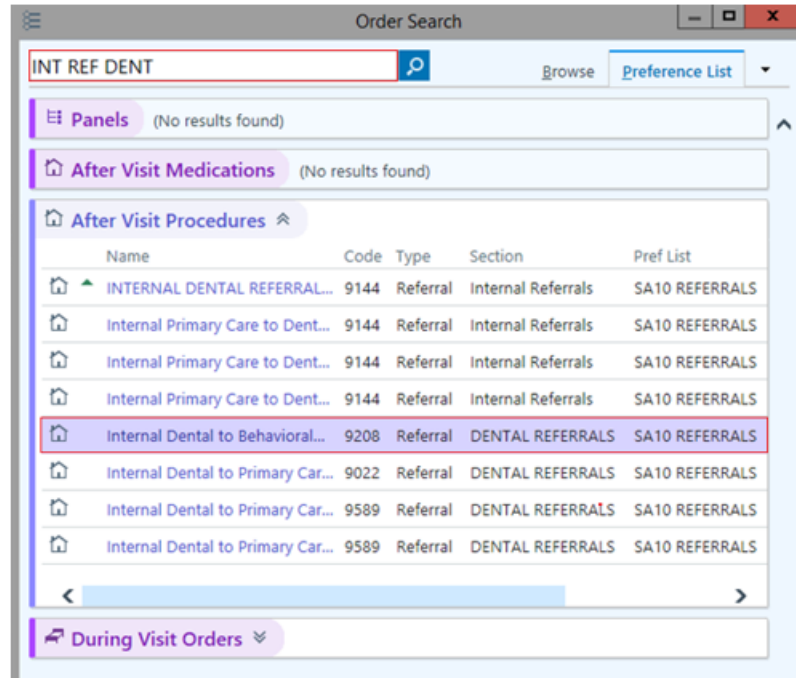 Order Search
INT REF DENT Browse Preference List
Panels (No results found)
After Visit Medications (No results found)
After Visit Procedures
Name Code Type Section Pref List
INTERNAL DENTAL REFERRAL... 9144 Referral Internal Referrals SA10 REFERRALS
Internal Primary Care to Dent... 9144 Referral Internal Referrals SA10 REFERRALS
Internal Primary Care to Dent... 9144 Referral Internal Referrals SA10 REFERRALS
Internal Primary Care to Dent... 9144 Referral Internal Referrals SA10 REFERRALS
Internal Dental to Behavioral... 9208 Referral DENTAL REFERRALS SA10 REFERRALS
Internal Dental to Primary Car... 9022 Referral DENTAL REFERRALS SA10 REFERRALS
Internal Dental to Primary Car... 9589 Referral DENTAL REFERRALS SA10 REFERRALS
Internal Dental to Primary Car... 9589 Referral DENTAL REFERRALS SA10 REFERRALS
During Visit Orders